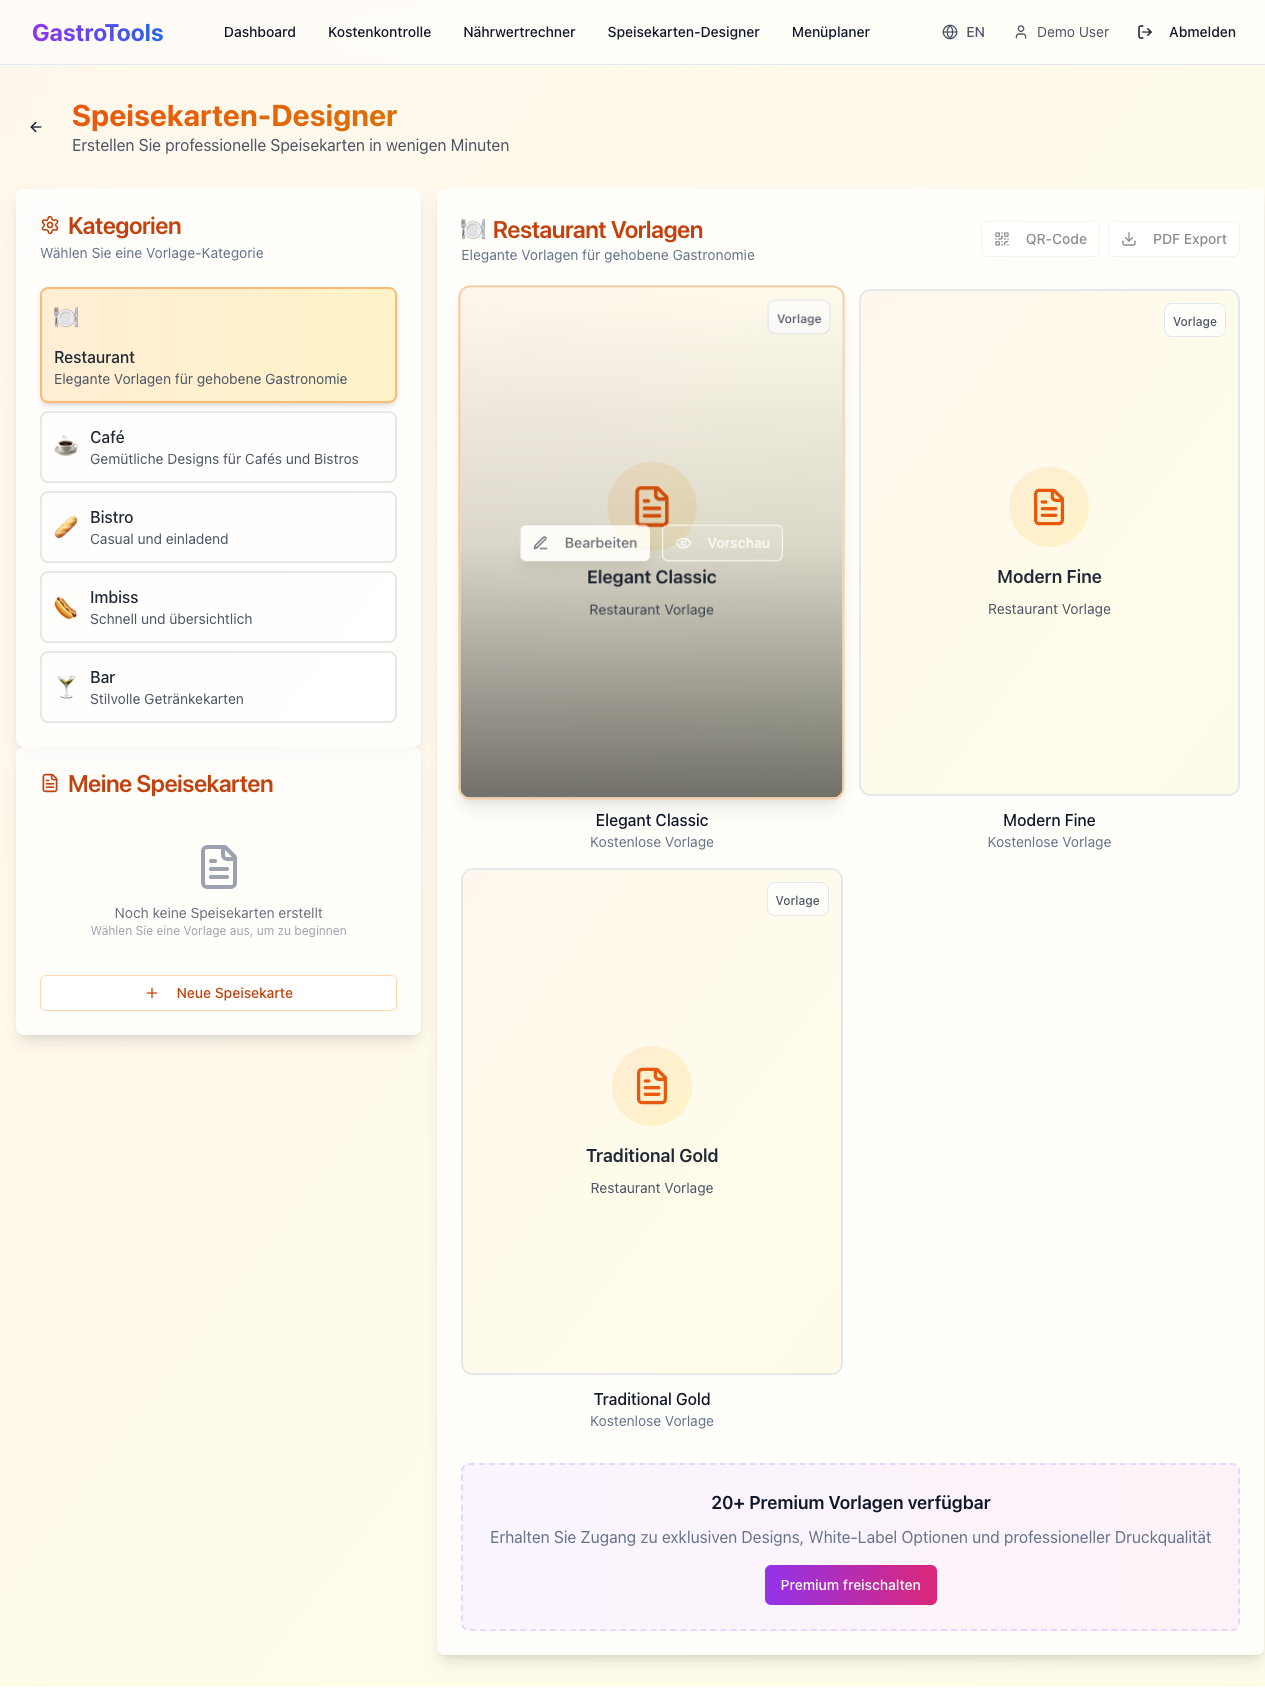 GastroTools
Dashboard
Kostenkontrolle
Nährwertrechner
Speisekarten-Designer
Menüplaner
EN
Demo User
Abmelden
Speisekarten-Designer
Erstellen Sie professionelle Speisekarten in wenigen Minuten
Kategorien
Wählen Sie eine Vorlage-Kategorie
Restaurant
Elegante Vorlagen für gehobene Gastronomie
Café
Gemütliche Designs für Cafés und Bistros
Bistro
Casual und einladend
Imbiss
Schnell und übersichtlich
Bar
Stilvolle Getränkekarten
Meine Speisekarten
Noch keine Speisekarten erstellt
Wählen Sie eine Vorlage aus, um zu beginnen
Neue Speisekarte
Restaurant Vorlagen
Elegante Vorlagen für gehobene Gastronomie
QR-Code
PDF Export
Vorlage
Bearbeiten
Vorschau
Elegant Classic
Restaurant Vorlage
Elegant Classic
Kostenlose Vorlage
Vorlage
Modern Fine
Restaurant Vorlage
Modern Fine
Kostenlose Vorlage
Vorlage
Traditional Gold
Restaurant Vorlage
Traditional Gold
Kostenlose Vorlage
20+ Premium Vorlagen verfügbar
Erhalten Sie Zugang zu exklusiven Designs, White-Label Optionen und professioneller Druckqualität
Premium freischalten